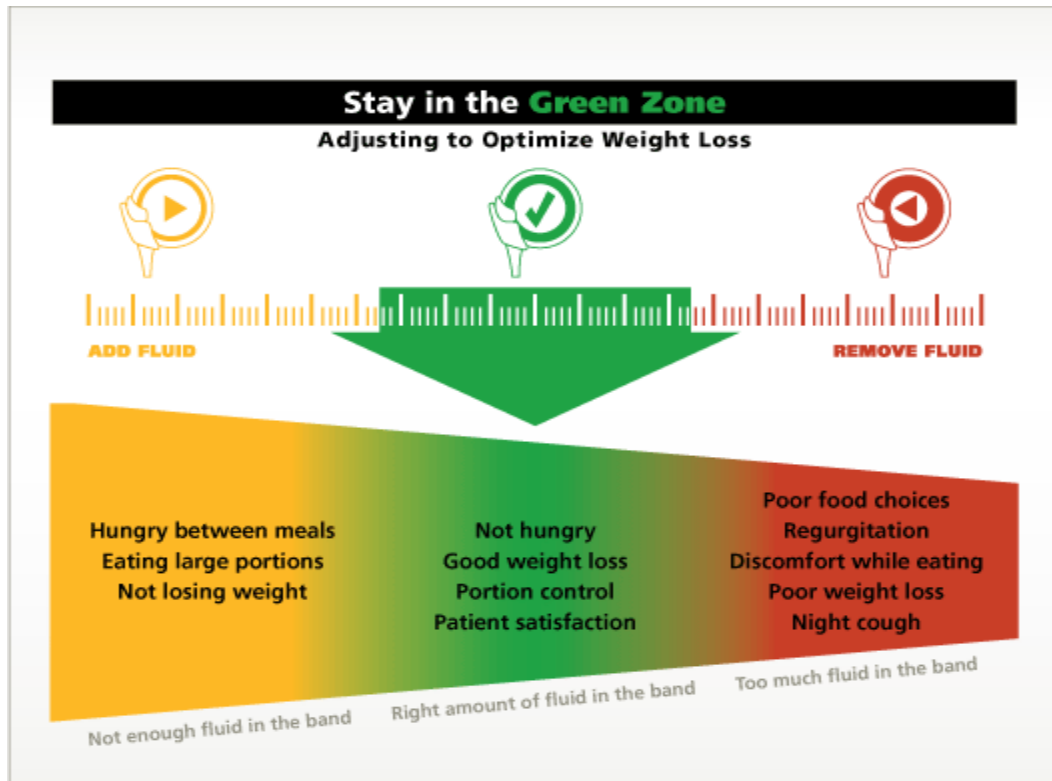 Stay in the Green Zone
Adjusting to Optimize Weight Loss
ADD FLUID
REMOVE FLUID
Hungry between meals
Eating large portions
Not losing weight
Not hungry
Good weight loss
Portion control
Patient satisfaction
Poor food choices
Regurgitation
Discomfort while eating
Poor weight loss
Night cough
Not enough fluid in the band
Right amount of fluid in the band
Too much fluid in the band